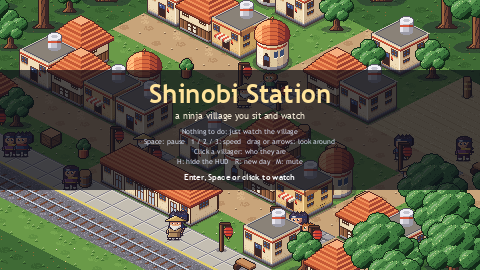 Shinobi Station
a ninja village you sit and watch
Nothing to do: just watch the village
Space: pause 1 / 2 / 3: speed drag or arrows: look around
Click a villager: who they are
H: hide the HUD R: new day M: mute
Enter, Space or click to watch